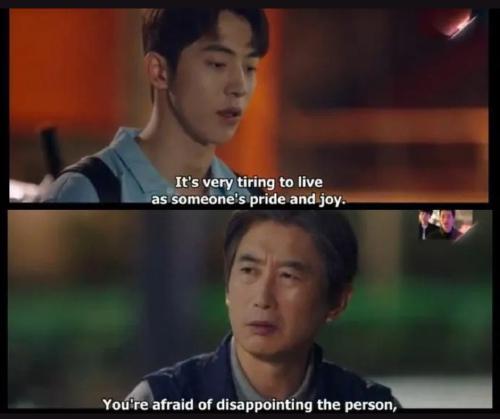 It's very tiring to live
as someone's pride and joy.
You're afraid of disappointing the person,